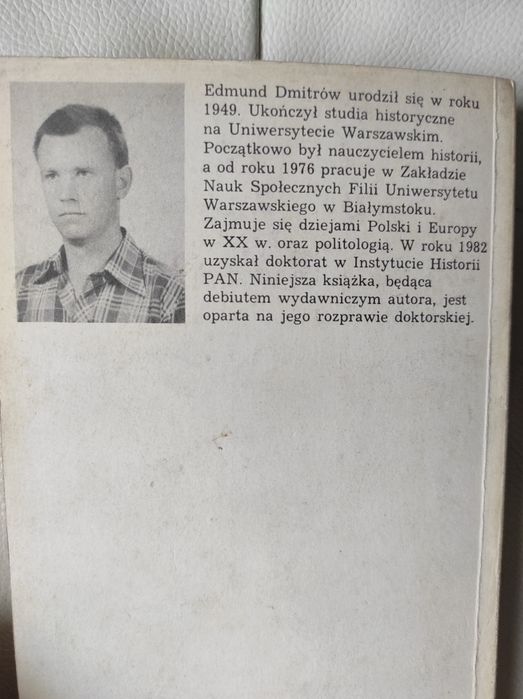 Edmund Dmitrów urodził się w roku
1949. Ukończył studia historyczne
na Uniwersytecie Warszawskim.
Początkowo był nauczycielem historii,
a od roku 1976 pracuje w Zakładzie
Nauk Społecznych Filii Uniwersytetu
Warszawskiego w Białymstoku.
Zajmuje się dziejami Polski i Europy
w XX w. oraz politologią. W roku 1982
uzyskał doktorat w Instytucie Historii
PAN. Niniejsza książka, będąca
debiutem wydawniczym autora, jest
oparta na jego rozprawie doktorskiej.